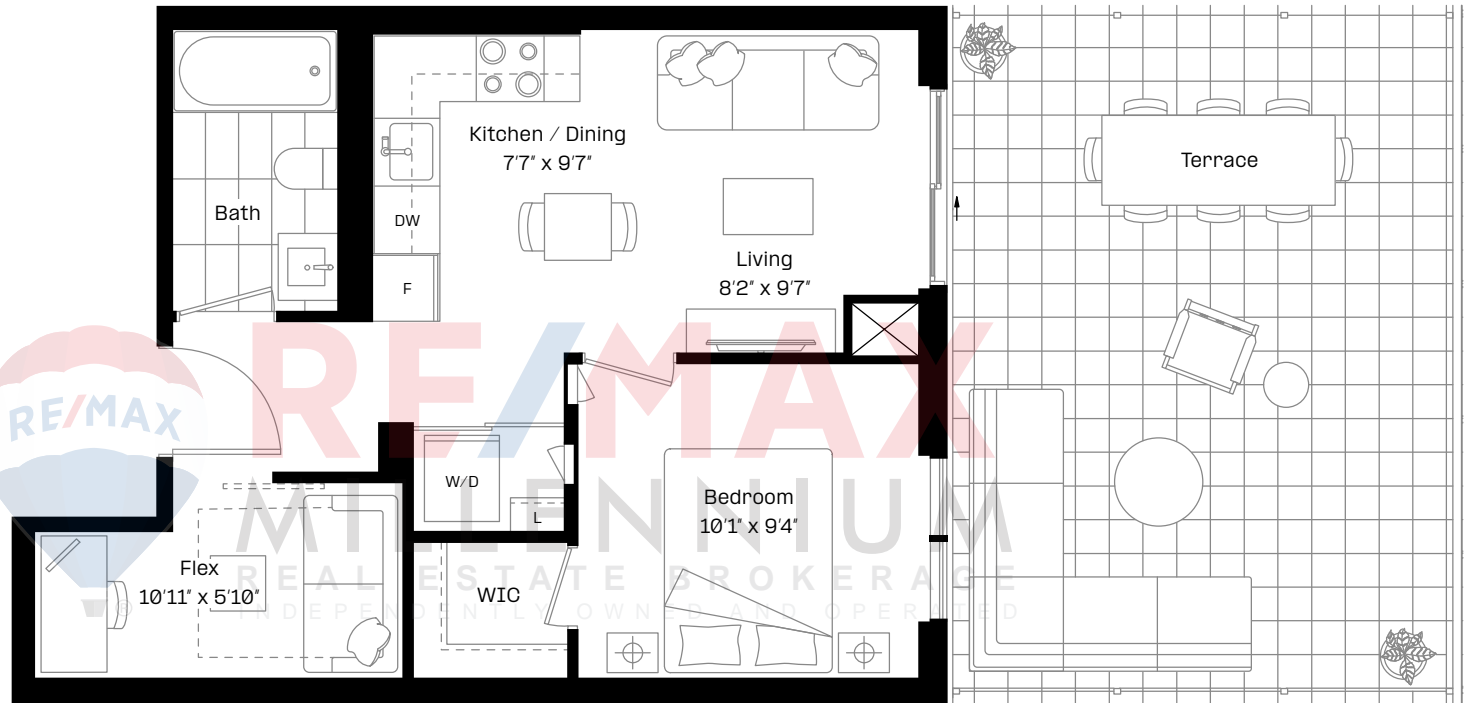 Kitchen / Dining
7'7" x 9'7"
Terrace
Bath
DW
Living
8'2" x 9'7"
F
RE/MAX
RE/MAX
W/D
L
MILLENNIUM
Bedroom
10'1" x 9'4"
Flex
10'11" x 5'10"
WIC
REAL ESTATE BROKERAGE
INDEPENDENTLY OWNED AND OPERATED
®